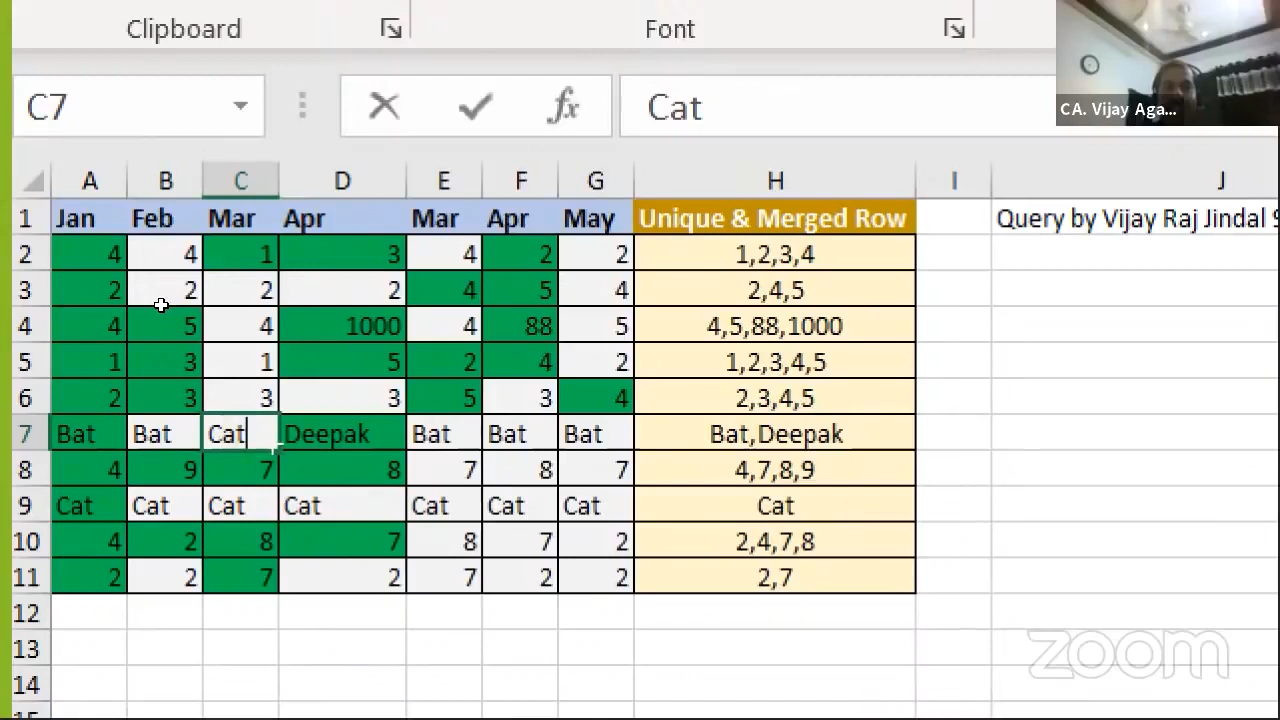 Clipboard Font
CA. Vijay Aga...
C7 fx Cat
A B C D E F G H I J
1 Jan Feb Mar Apr Mar Apr May Unique & Merged Row Query by Vijay Raj Jindal 9
2 4 4 1 3 4 2 2 1,2,3,4
3 2 2 2 2 4 5 4 2,4,5
4 4 5 4 1000 4 88 5 4,5,88,1000
5 1 3 1 5 2 4 2 1,2,3,4,5
6 2 3 3 3 5 3 4 2,3,4,5
7 Bat Bat Cat Deepak Bat Bat Bat Bat,Deepak
8 4 9 7 8 7 8 7 4,7,8,9
9 Cat Cat Cat Cat Cat Cat Cat Cat
10 4 2 8 7 8 7 2 2,4,7,8
11 2 2 7 2 7 2 2 2,7
12
13
14
zoom